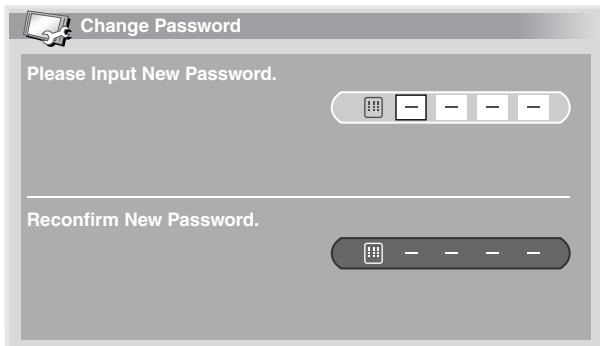 Change Password
Please Input New Password.
– – – –
Reconfirm New Password.
– – – –